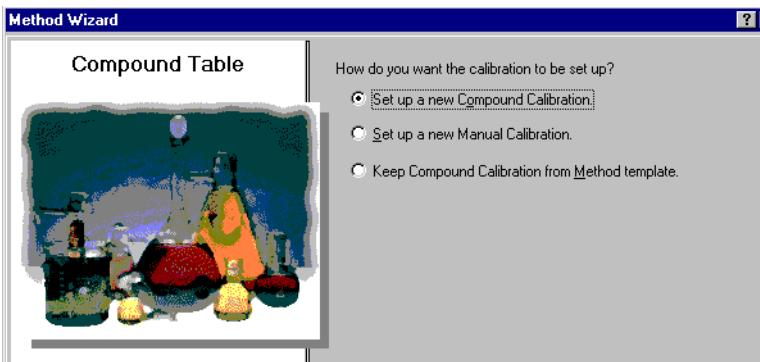 Method Wizard
?
Compound Table
How do you want the calibration to be set up?
Set up a new Compound Calibration.
Set up a new Manual Calibration.
Keep Compound Calibration from Method template.